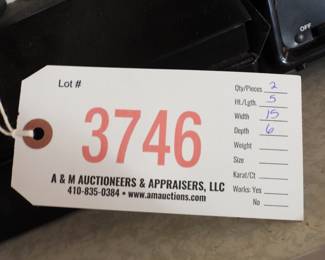 OFF
Lot #
3746
Qty/Pieces 2
Ht./Lgth. 5
Width 15
Depth 6
Weight
Size
Karat/Ct
Works: Yes
No
A & M AUCTIONEERS & APPRAISERS, LLC
410-835-0384 • www.amauctions.com